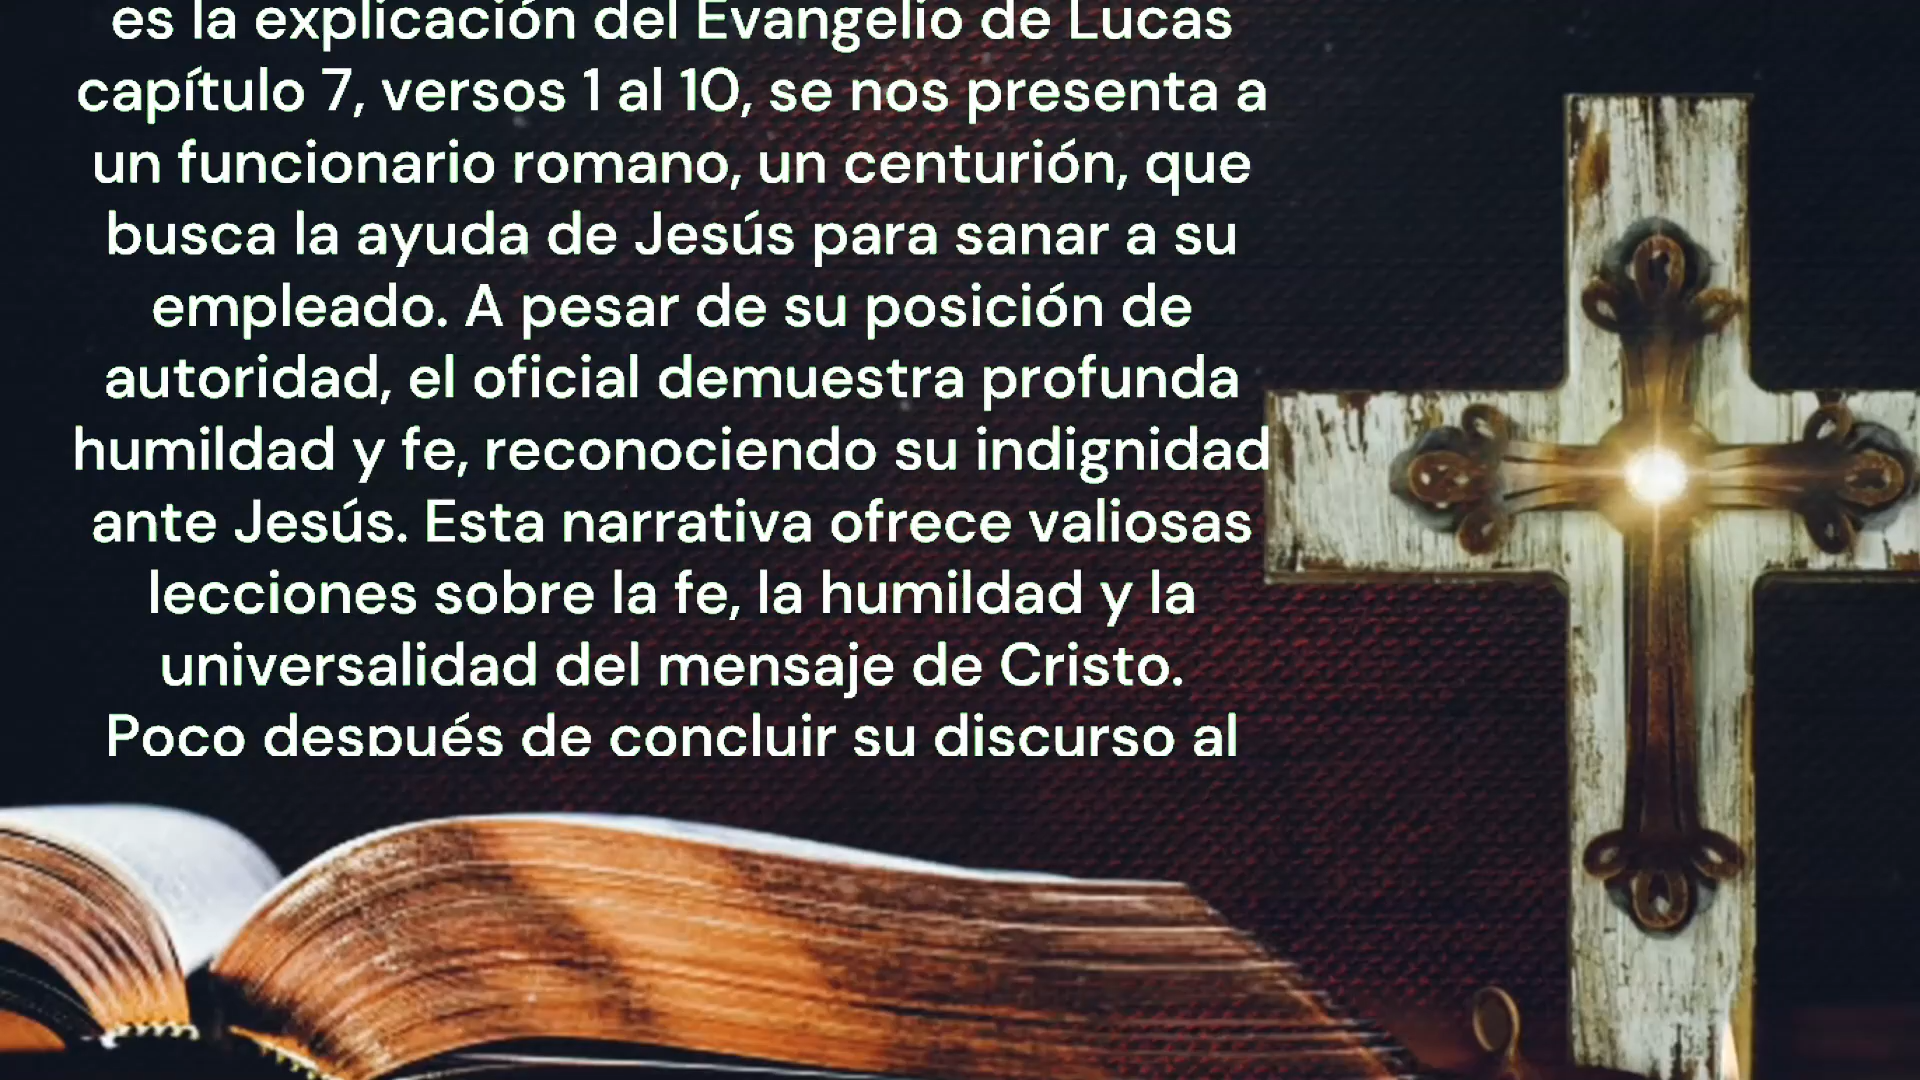 es la explicación del Evangelio de Lucas
capítulo 7, versos 1 al 10, se nos presenta a
un funcionario romano, un centurión, que
busca la ayuda de Jesús para sanar a su
empleado. A pesar de su posición de
autoridad, el oficial demuestra profunda
humildad y fe, reconociendo su indignidad
ante Jesús. Esta narrativa ofrece valiosas
lecciones sobre la fe, la humildad y la
universalidad del mensaje de Cristo.
Poco después de concluir su discurso al